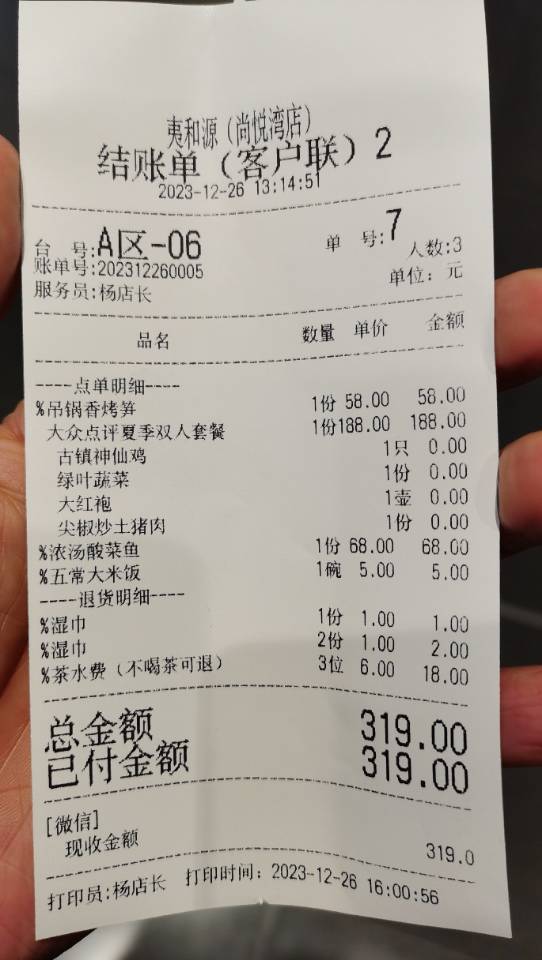 夷和源（尚悦湾店）
结账单（客户联）2
2023-12-26 13:14:51
台 号:A区-06 单 号:7
账单号:202312260005 人数:3
服务员:杨店长 单位: 元
品名 数量 单价 金额
----点单明细----
%吊锅香烤笋 1份 58.00 58.00
大众点评夏季双人套餐 1份188.00 188.00
古镇神仙鸡 1只 0.00
绿叶蔬菜 1份 0.00
大红袍 1壶 0.00
尖椒炒土猪肉 1份 0.00
%浓汤酸菜鱼 1份 68.00 68.00
%五常大米饭 1碗 5.00 5.00
----退货明细----
%湿巾 1份 1.00 1.00
%湿巾 2份 1.00 2.00
%茶水费（不喝茶可退） 3位 6.00 18.00
总金额 319.00
已付金额 319.00
[微信]
现收金额 319.0
打印员:杨店长 打印时间: 2023-12-26 16:00:56